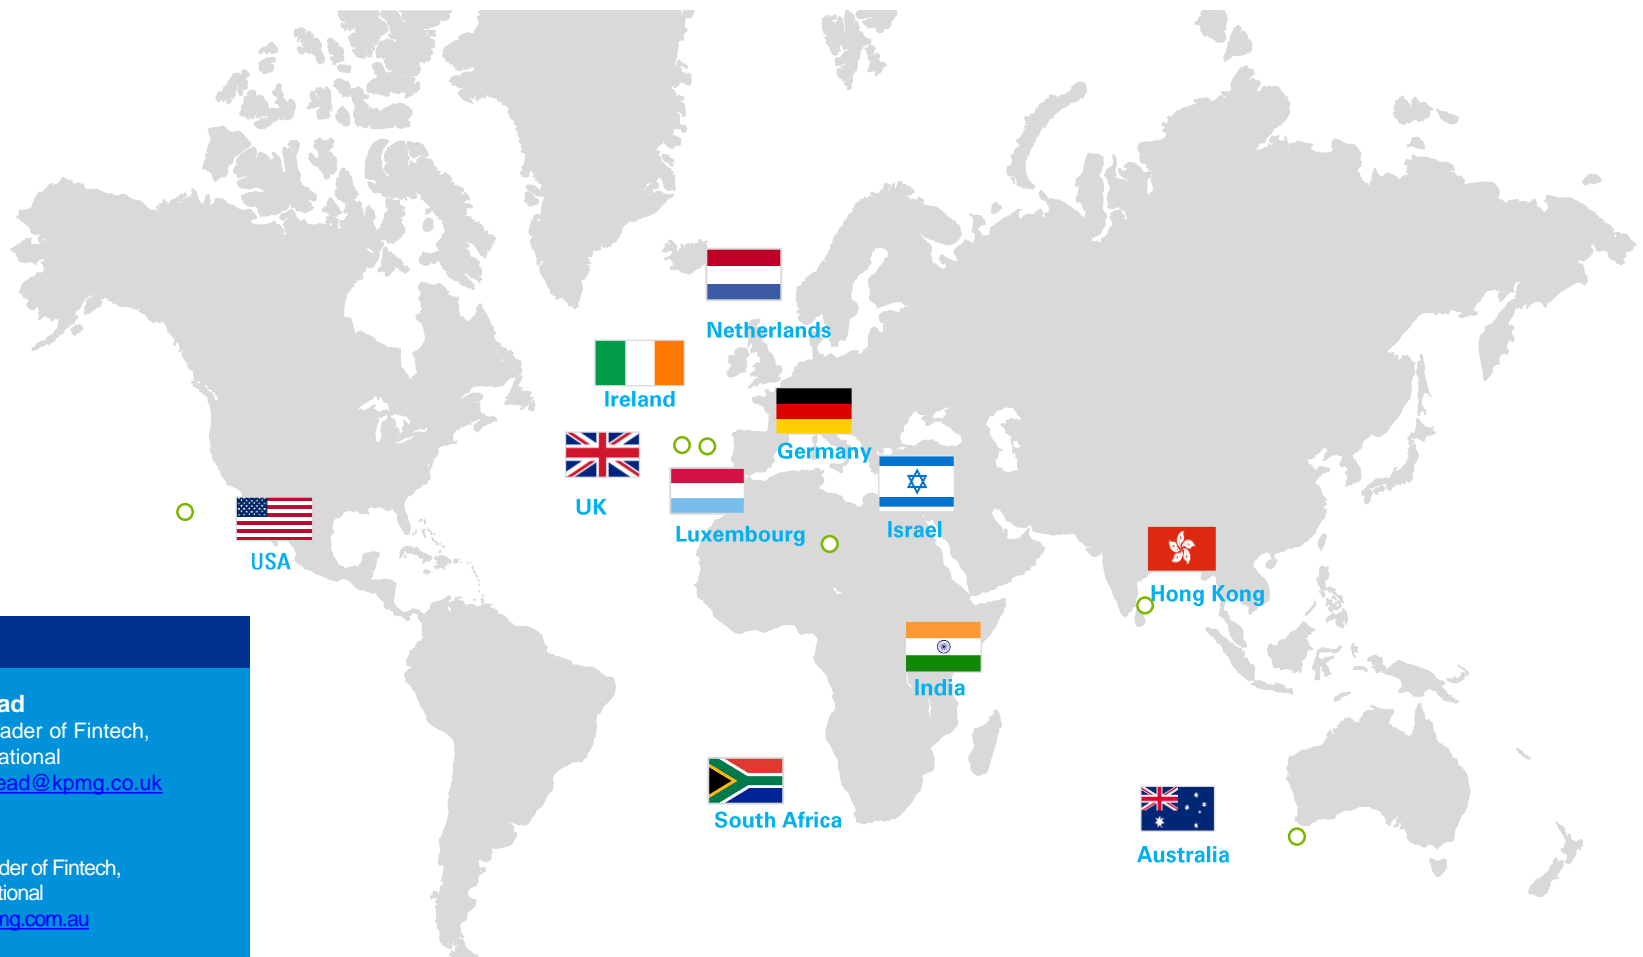 Netherlands
Ireland
Germany
UK
Luxembourg
Israel
USA
Hong Kong
India
South Africa
Australia
ad
ader of Fintech,
ational
ead@kpmg.co.uk
der of Fintech,
tional
mg.com.au